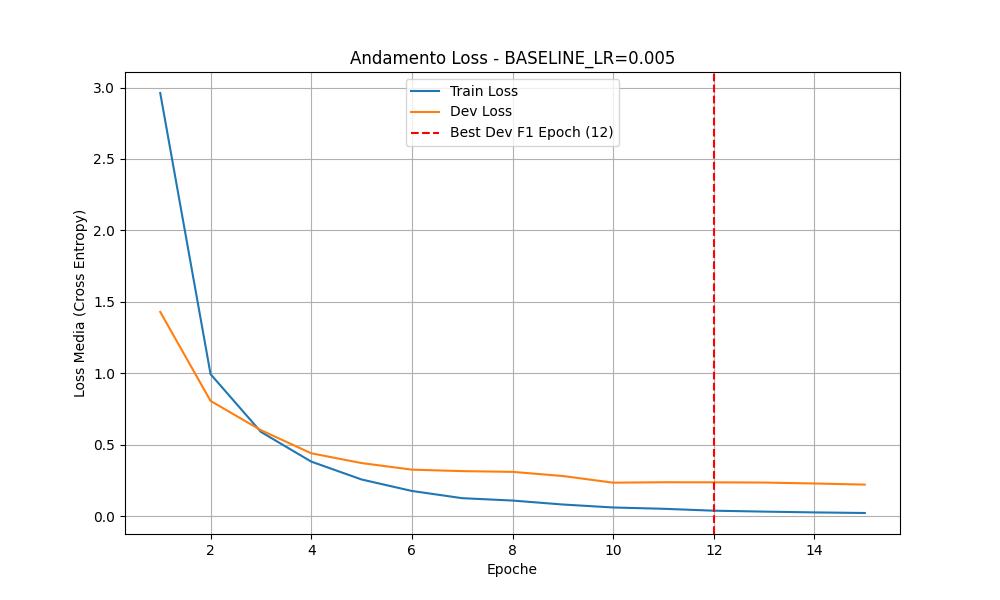 Andamento Loss - BASELINE_LR=0.005
Train Loss
Dev Loss
Best Dev F1 Epoch (12)
Loss Media (Cross Entropy)
3.0
2.5
2.0
1.5
1.0
0.5
0.0
2 4 6 8 10 12 14
Epoche